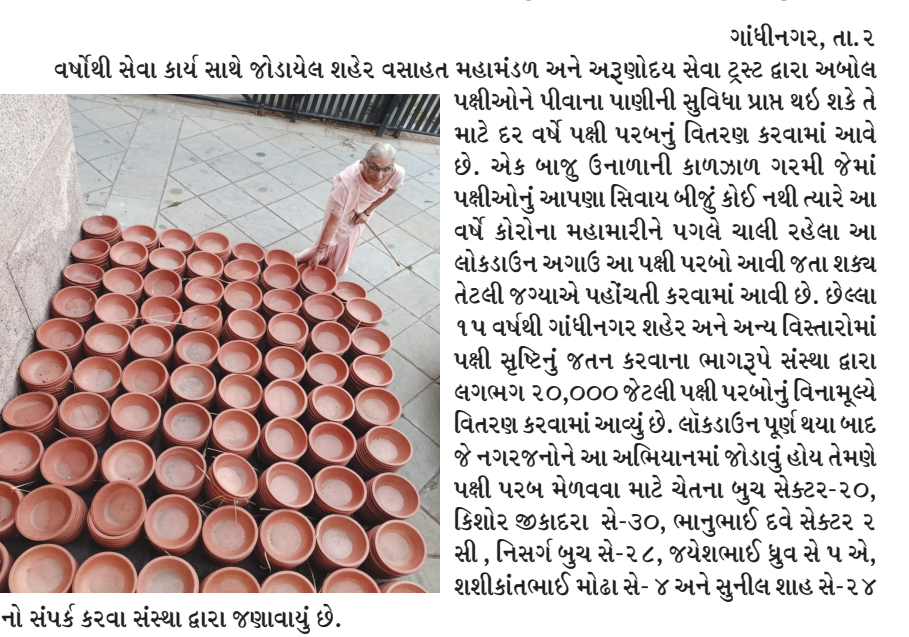 ગાંધીનગર, તા.૨
વર્ષોથી સેવા કાર્ય સાથે જોડાયેલ શહેર વસાહત મહામંડળ અને અરૂણોદય સેવા ટ્રસ્ટ દ્વારા અબોલ
પક્ષીઓને પીવાના પાણીની સુવિધા પ્રાપ્ત થઇ શકે તે
માટે દર વર્ષે પક્ષી પરબનું વિતરણ કરવામાં આવે
છે. એક બાજુ ઉનાળાની કાળઝાળ ગરમી જેમાં
પક્ષીઓનું આપણા સિવાય બીજું કોઈ નથી ત્યારે આ
વર્ષે કોરોના મહામારીને પગલે ચાલી રહેલા આ
લોકડાઉન અગાઉ આ પક્ષી પરબો આવી જતા શક્ય
તેટલી જગ્યાએ પહોંચતી કરવામાં આવી છે. છેલ્લા
૧૫ વર્ષથી ગાંધીનગર શહેર અને અન્ય વિસ્તારોમાં
પક્ષી સૃષ્ટિનું જતન કરવાના ભાગરૂપે સંસ્થા દ્વારા
લગભગ ૨૦,૦૦૦ જેટલી પક્ષી પરબોનું વિનામૂલ્યે
વિતરણ કરવામાં આવ્યું છે. લૉકડાઉન પૂર્ણ થયા બાદ
જે નગરજનોને આ અભિયાનમાં જોડાવું હોય તેમણે
પક્ષી પરબ મેળવવા માટે ચેતના બુચ સેક્ટર-૨૦,
કિશોર જીકાદરા સે-૩૦, ભાનુભાઈ દવે સેક્ટર ૨
સી , નિસર્ગ બુચ સે-૨૮, જયેશભાઈ ધ્રુવ સે ૫ એ,
શશીકાંતભાઈ મોઢા સે- ૪ અને સુનીલ શાહ સે-૨૪
નો સંપર્ક કરવા સંસ્થા દ્વારા જણાવાયું છે.